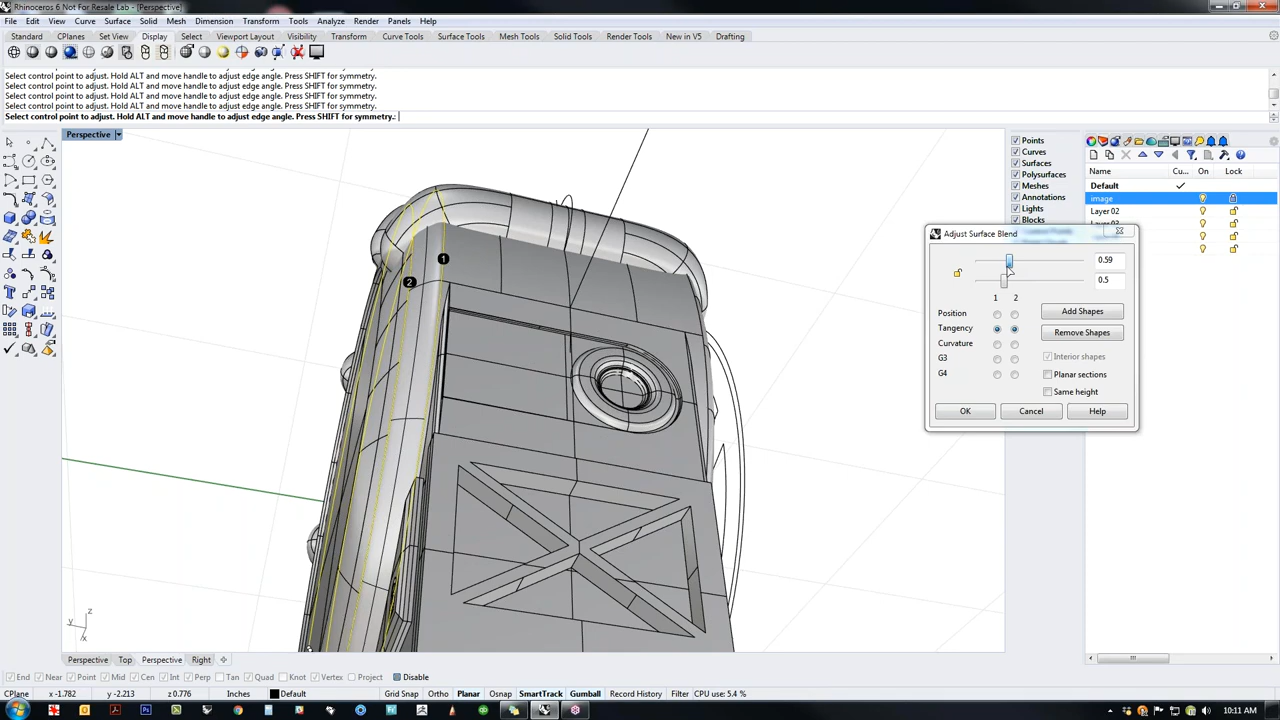 Rhinoceros 6 Not For Resale Lab - [Perspective]
File Edit View Curve Surface Solid Mesh Dimension Transform Tools Analyze Render Panels Help
Standard CPlanes Set View Display Select Viewport Layout Visibility Transform Curve Tools Surface Tools Mesh Tools Solid Tools Render Tools New in V5 Drafting
Select control point to adjust. Hold ALT and move handle to adjust edge angle. Press SHIFT for symmetry.
Select control point to adjust. Hold ALT and move handle to adjust edge angle. Press SHIFT for symmetry.
Select control point to adjust. Hold ALT and move handle to adjust edge angle. Press SHIFT for symmetry.
Select control point to adjust. Hold ALT and move handle to adjust edge angle. Press SHIFT for symmetry.
Select control point to adjust. Hold ALT and move handle to adjust edge angle. Press SHIFT for symmetry.:
Perspective
1
2
z
y
x
Points
Curves
Surfaces
Polysurfaces
Meshes
Annotations
Lights
Blocks
Name Cu... On Lock
Default
image
Layer 02
Adjust Surface Blend
0.59
0.5
1 2
Position
Tangency
Curvature
G3
G4
Add Shapes
Remove Shapes
Interior shapes
Planar sections
Same height
OK Cancel Help
Perspective Top Perspective Right
End Near Point Mid Cen Int Perp Tan Quad Knot Vertex Project Disable
CPlane x -1.782 y -2.213 z 0.776 Inches Default Grid Snap Ortho Planar Osnap SmartTrack Gumball Record History Filter CPU use: 5.4 %
10:11 AM